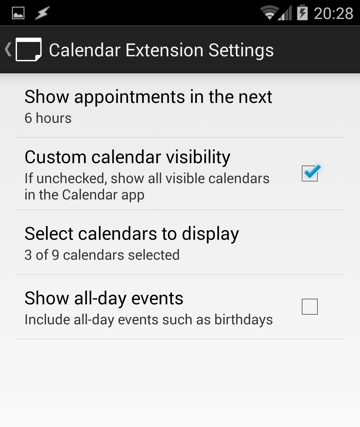 20:28
Calendar Extension Settings
Show appointments in the next
6 hours
Custom calendar visibility
If unchecked, show all visible calendars
in the Calendar app
Select calendars to display
3 of 9 calendars selected
Show all-day events
Include all-day events such as birthdays